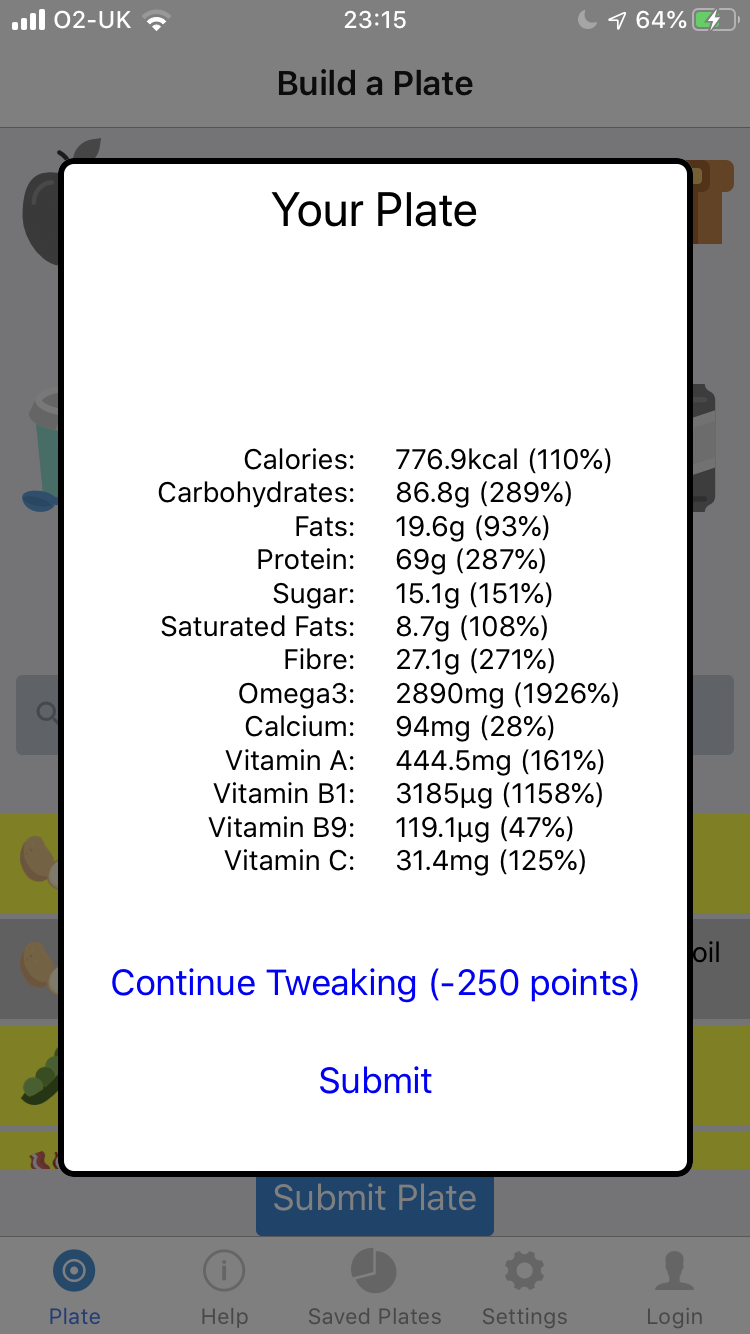 O2-UK 23:15 64%
Build a Plate
Your Plate
Calories: 776.9kcal (110%)
Carbohydrates: 86.8g (289%)
Fats: 19.6g (93%)
Protein: 69g (287%)
Sugar: 15.1g (151%)
Saturated Fats: 8.7g (108%)
Fibre: 27.1g (271%)
Omega3: 2890mg (1926%)
Calcium: 94mg (28%)
Vitamin A: 444.5mg (161%)
Vitamin B1: 3185µg (1158%)
Vitamin B9: 119.1µg (47%)
Vitamin C: 31.4mg (125%)
oil
Continue Tweaking (-250 points)
Submit
Submit Plate
Plate Help Saved Plates Settings Login